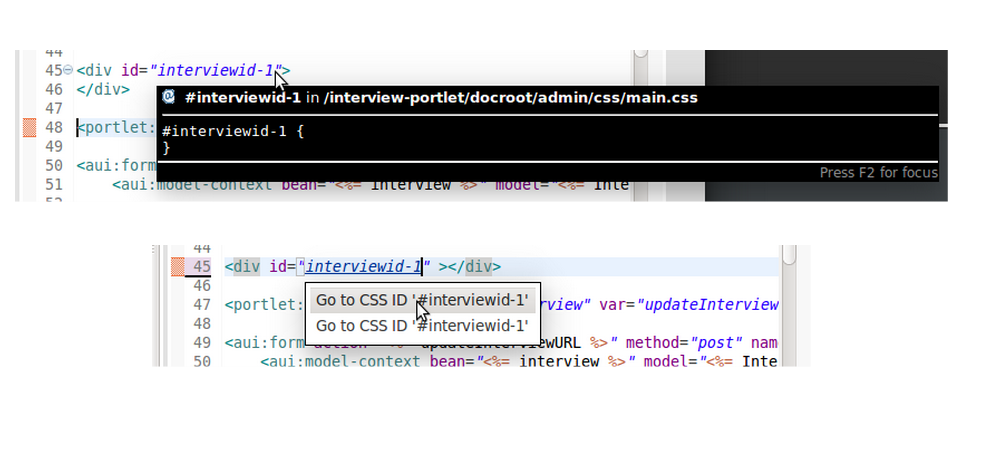 44
45 <div id="interviewid-1">
46 </div>
#interviewid-1 in /interview-portlet/docroot/admin/css/main.css
47
#interviewid-1 {
48 <portlet:
}
49
50 <aui:form
Press F2 for focus
51 <aui:model-context bean="<%= interview %>" model="<%= Inte
52
44
45 <div id="interviewid-1" ></div>
46
Go to CSS ID '#interviewid-1'
47 <portlet: rview" var="updateInterview
48
Go to CSS ID '#interviewid-1'
49 <aui:form updateInterviewURL %>" method="post" nam
50 <aui:model-context bean="<%= interview %>" model="<%= Inte